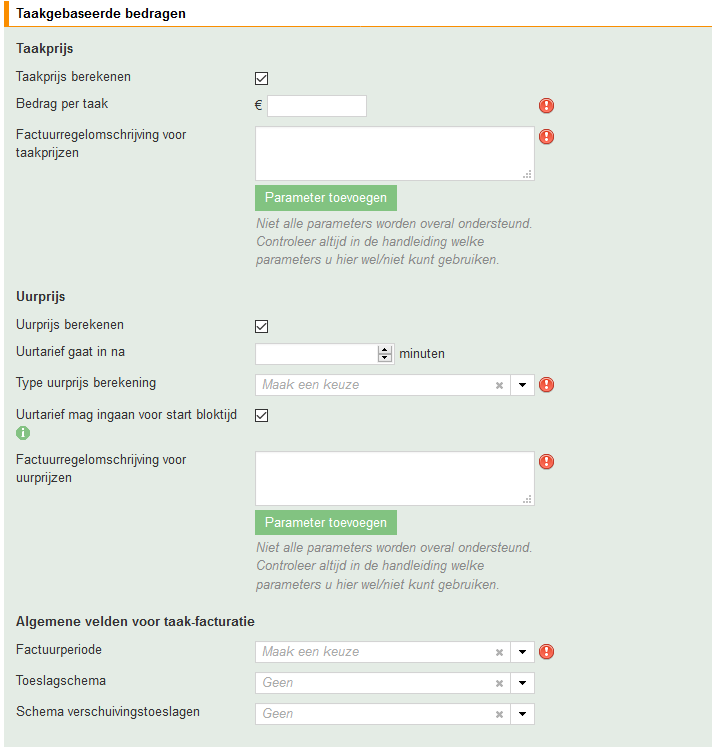 Taakgebaseerde bedragen
Taakprijs
Taakprijs berekenen
Bedrag per taak
€
Factuurregelomschrijving voor
taakprijzen
Parameter toevoegen
Niet alle parameters worden overal ondersteund.
Controleer altijd in de handleiding welke
parameters u hier wel/niet kunt gebruiken.
Uurprijs
Uurprijs berekenen
Uurtarief gaat in na
minuten
Type uurprijs berekening
Maak een keuze
Uurtarief mag ingaan voor start bloktijd
Factuurregelomschrijving voor
uurprijzen
Parameter toevoegen
Niet alle parameters worden overal ondersteund.
Controleer altijd in de handleiding welke
parameters u hier wel/niet kunt gebruiken.
Algemene velden voor taak-facturatie
Factuurperiode
Maak een keuze
Toeslagschema
Geen
Schema verschuivingstoeslagen
Geen